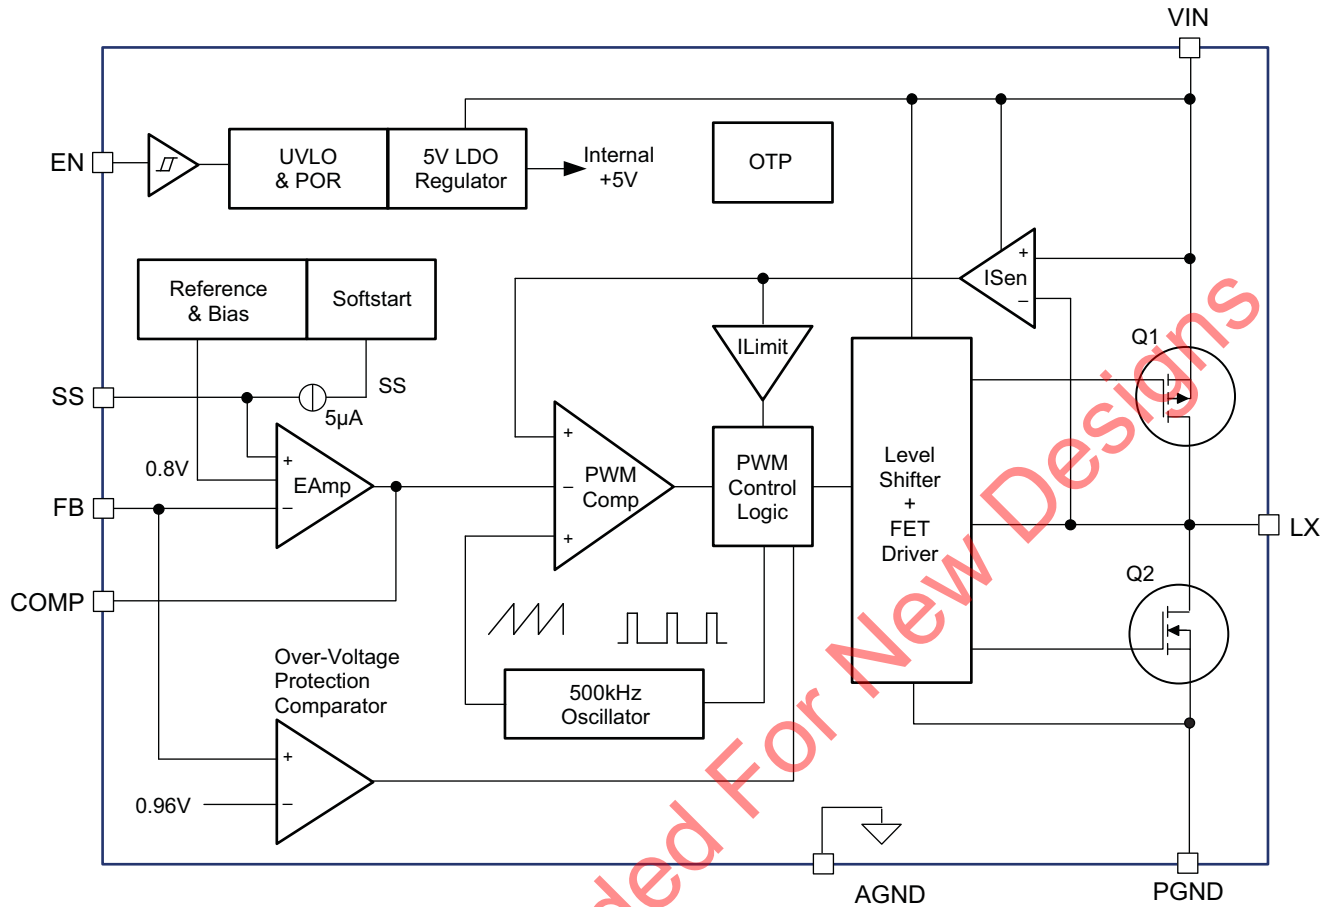 VIN
EN
UVLO
& POR
5V LDO
Regulator
Internal
+5V
OTP
Reference
& Bias
Softstart
ISen
+
−
ILimit
Q1
SS
SS
5µA
0.8V
+
−
EAmp
FB
COMP
+
−
+
PWM
Comp
PWM
Control
Logic
Level
Shifter
+
FET
Driver
LX
Q2
500kHz
Oscillator
Over-Voltage
Protection
Comparator
+
−
0.96V
AGND
PGND
ded For New Designs